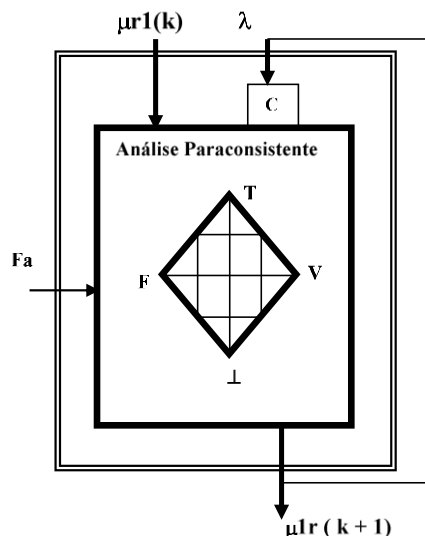 μr1(k) λ
C
Análise Paraconsistente
T
Fa
F V
⊥
μ1r ( k + 1)